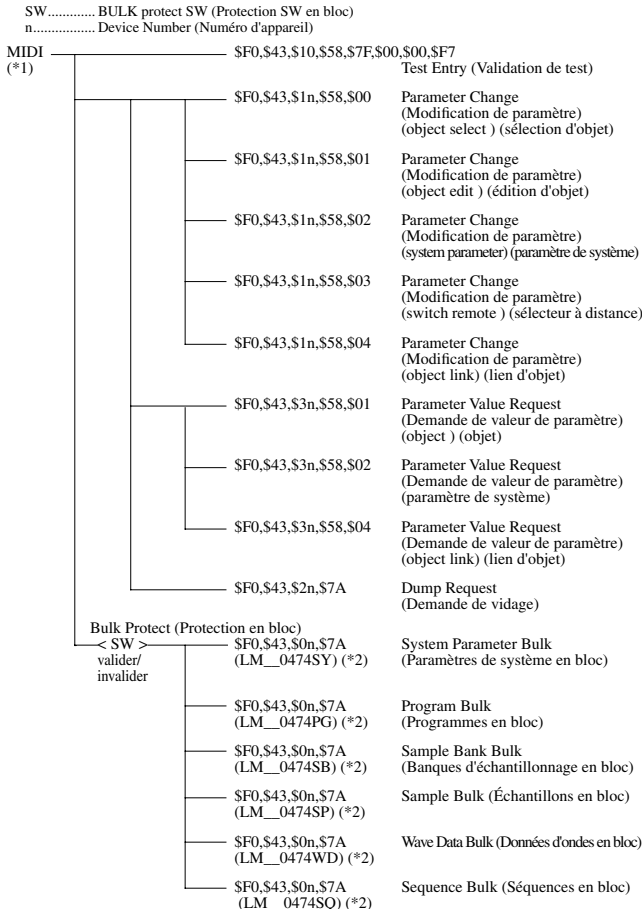 SW............. BULK protect SW (Protection SW en bloc)
n................ Device Number (Numéro d'appareil)
MIDI $F0,$43,$10,$58,$7F,$00,$00,$F7
(*1) Test Entry (Validation de test)
$F0,$43,$1n,$58,$00 Parameter Change
(Modification de paramètre)
(object select ) (sélection d'objet)
$F0,$43,$1n,$58,$01 Parameter Change
(Modification de paramètre)
(object edit ) (édition d'objet)
$F0,$43,$1n,$58,$02 Parameter Change
(Modification de paramètre)
(system parameter) (paramètre de système)
$F0,$43,$1n,$58,$03 Parameter Change
(Modification de paramètre)
(switch remote ) (sélecteur à distance)
$F0,$43,$1n,$58,$04 Parameter Change
(Modification de paramètre)
(object link) (lien d'objet)
$F0,$43,$3n,$58,$01 Parameter Value Request
(Demande de valeur de paramètre)
(object ) (objet)
$F0,$43,$3n,$58,$02 Parameter Value Request
(Demande de valeur de paramètre)
(paramètre de système)
$F0,$43,$3n,$58,$04 Parameter Value Request
(Demande de valeur de paramètre)
(object link) (lien d'objet)
$F0,$43,$2n,$7A Dump Request
(Demande de vidage)
Bulk Protect (Protection en bloc)
< SW > $F0,$43,$0n,$7A System Parameter Bulk
valider/ (LM__0474SY) (*2) (Paramètres de système en bloc)
invalider
$F0,$43,$0n,$7A Program Bulk
(LM__0474PG) (*2) (Programmes en bloc)
$F0,$43,$0n,$7A Sample Bank Bulk
(LM__0474SB) (*2) (Banques d'échantillonnage en bloc)
$F0,$43,$0n,$7A Sample Bulk (Échantillons en bloc)
(LM__0474SP) (*2)
$F0,$43,$0n,$7A Wave Data Bulk (Données d'ondes en bloc)
(LM__0474WD) (*2)
$F0,$43,$0n,$7A Sequence Bulk (Séquences en bloc)
(LM__0474SQ) (*2)